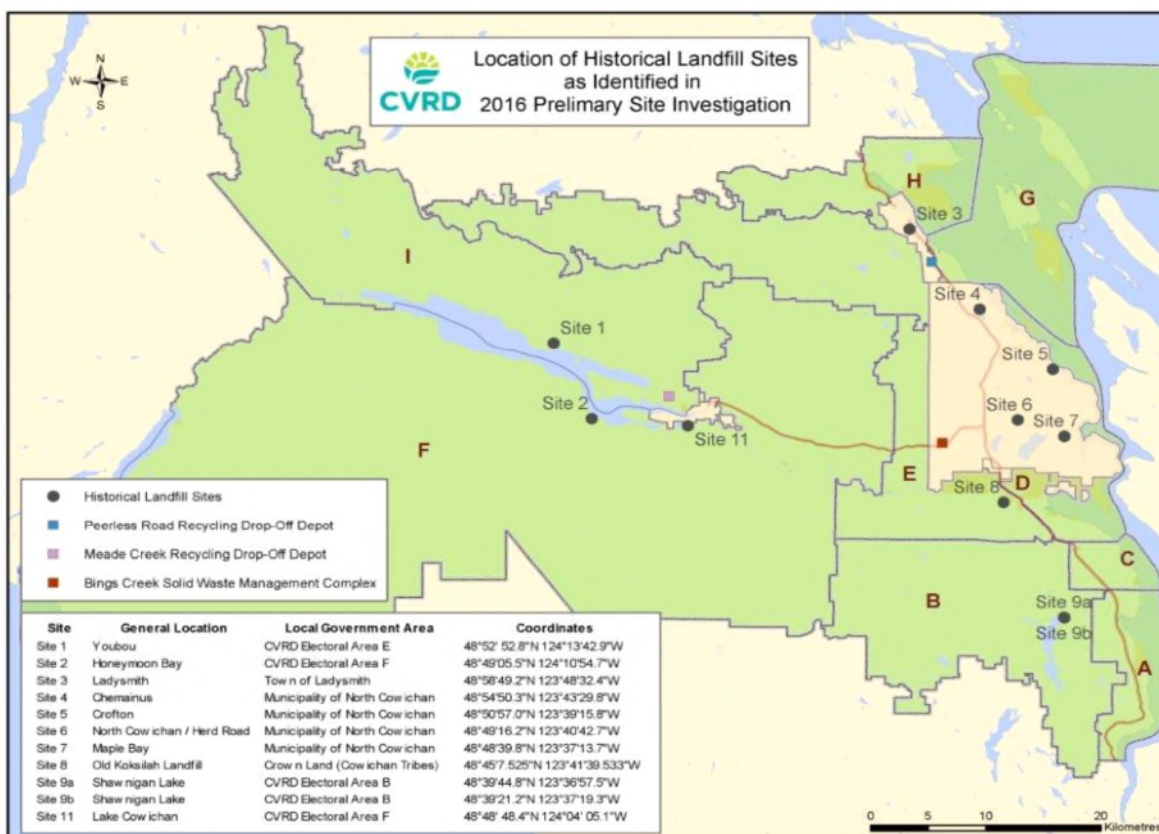 N
W E
S
CVRD
Location of Historical Landfill Sites
as Identified in
2016 Prelimary Site Investigation
H
Site 3
G
I
Site 4
Site 1
Site 5
Site 2
Site 6
Site 7
Site 11
F
E
D
Site 8
C
B
Site 9a
Site 9b
A
Historical Landfill Sites
Peerless Road Recycling Drop-Off Depot
Meade Creek Recycling Drop-Off Depot
Bings Creek Solid Waste Management Complex
Site General Location Local Government Area Coordinates
Site 1 Youbou CVRD Electoral Area E 48°52' 52.8"N 124°13'42.9"W
Site 2 Honeymoon Bay CVRD Electoral Area F 48°49'05.5"N 124°10'54.7"W
Site 3 Ladysmith Town of Ladysmith 48°58'49.2"N 123°48'32.4"W
Site 4 Chemainus Municipality of North Cowichan 48°54'50.3"N 123°43'29.8"W
Site 5 Crofton Municipality of North Cowichan 48°50'57.0"N 123°39'15.8"W
Site 6 North Cowichan / Herd Road Municipality of North Cowichan 48°49'16.2"N 123°40'42.7"W
Site 7 Maple Bay Municipality of North Cowichan 48°48'39.8"N 123°37'13.7"W
Site 8 Old Koksilah Landfill Crown Land (Cowichan Tribes) 48°45'7.525"N 123°41'39.533"W
Site 9a Shawnigan Lake CVRD Electoral Area B 48°39'44.8"N 123°36'57.5"W
Site 9b Shawnigan Lake CVRD Electoral Area B 48°39'21.2"N 123°37'19.3"W
Site 11 Lake Cowichan CVRD Electoral Area F 48°48' 48.4"N 124°04' 05.1"W
0 5 10 20
Kilometres